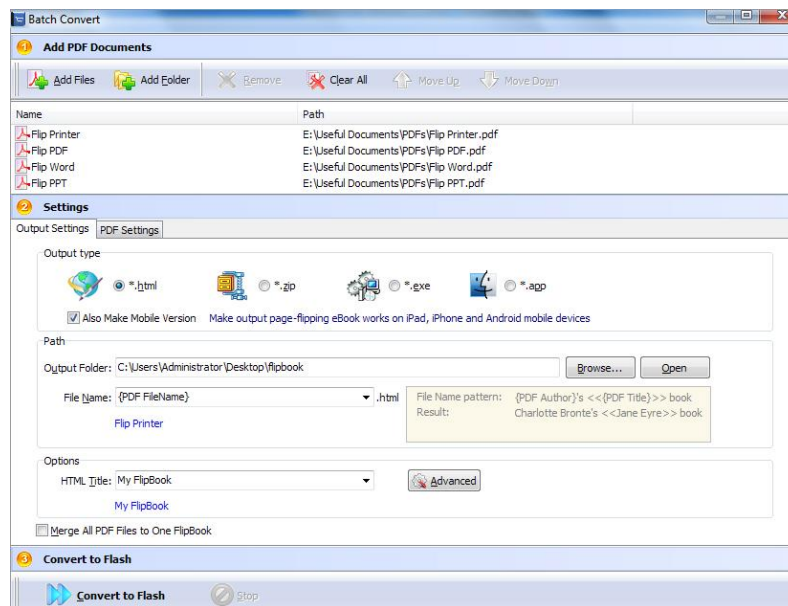 Batch Convert
1 Add PDF Documents
Add Files Add Folder Remove Clear All Move Up Move Down
Name Path
Flip Printer E:\Useful Documents\PDFs\Flip Printer.pdf
Flip PDF E:\Useful Documents\PDFs\Flip PDF.pdf
Flip Word E:\Useful Documents\PDFs\Flip Word.pdf
Flip PPT E:\Useful Documents\PDFs\Flip PPT.pdf
2 Settings
Output Settings PDF Settings
Output type
*.html *.zip *.exe *.app
Also Make Mobile Version Make output page-flipping eBook works on iPad, iPhone and Android mobile devices
Path
Output Folder: C:\Users\Administrator\Desktop\flipbook Browse... Open
File Name: {PDF FileName} .html File Name pattern: {PDF Author}'s <<{PDF Title}>> book
Flip Printer Result: Charlotte Bronte's <<Jane Eyre>> book
Options
HTML Title: My FlipBook Advanced
My FlipBook
Merge All PDF Files to One FlipBook
3 Convert to Flash
Convert to Flash Stop